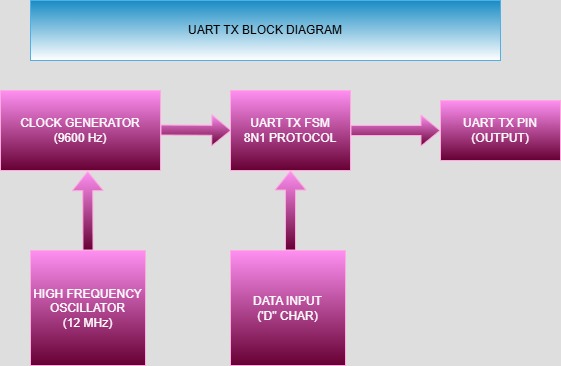 UART TX BLOCK DIAGRAM
CLOCK GENERATOR
(9600 Hz)
UART TX FSM
8N1 PROTOCOL
UART TX PIN
(OUTPUT)
HIGH FREQUENCY
OSCILLATOR
(12 MHz)
DATA INPUT
("D" CHAR)